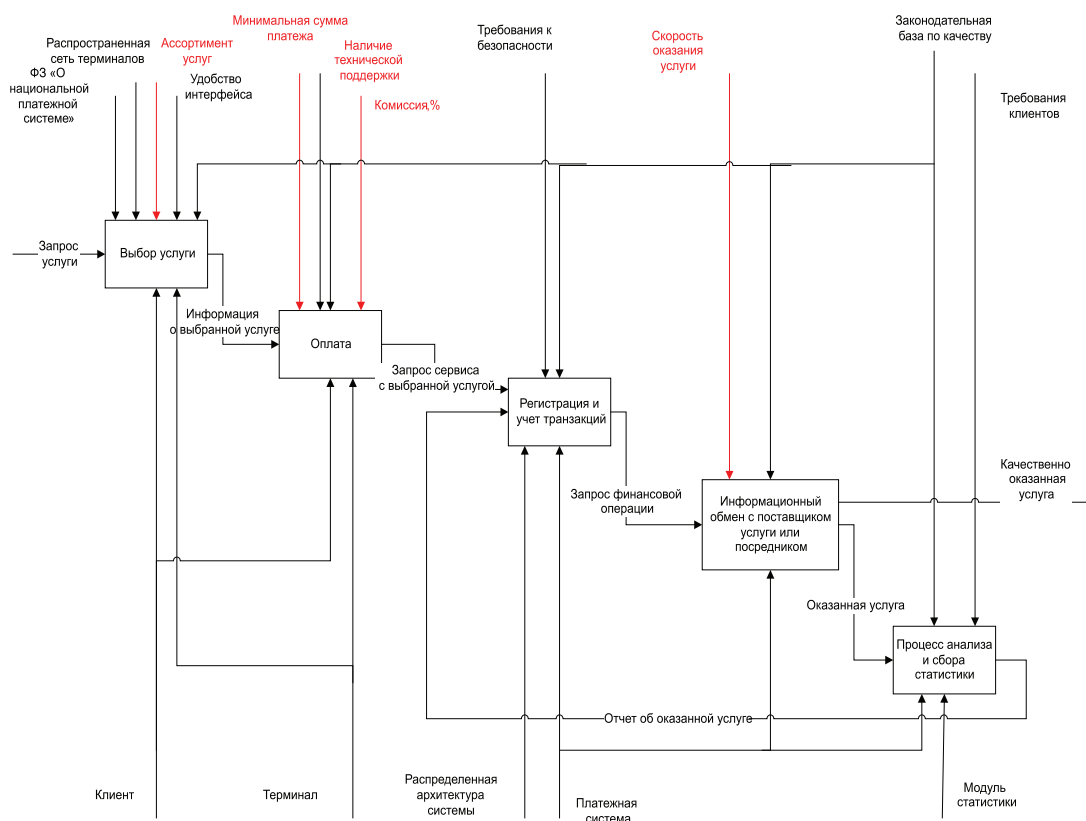 Минимальная сумма
платежа
Законодательная
база по качеству
Распространенная
сеть терминалов
Ассортимент
услуг
Наличие
технической
поддержки
Требования к
безопасности
Скорость
оказания
услуги
ФЗ «О
национальной
платежной
системе»
Удобство
интерфейса
Комиссия,%
Требования
клиентов
Запрос
услуги
Выбор услуги
Информация
о выбранной услуге
Оплата
Запрос сервиса
с выбранной услугой
Регистрация и
учет транзакций
Запрос финансовой
операции
Информационный
обмен с поставщиком
услуги или
посредником
Качественно
оказанная
услуга
Оказанная услуга
Процесс анализа
и сбора
статистики
Отчет об оказанной услуге
Клиент
Терминал
Распределенная
архитектура
системы
Платежная
система
Модуль
статистики